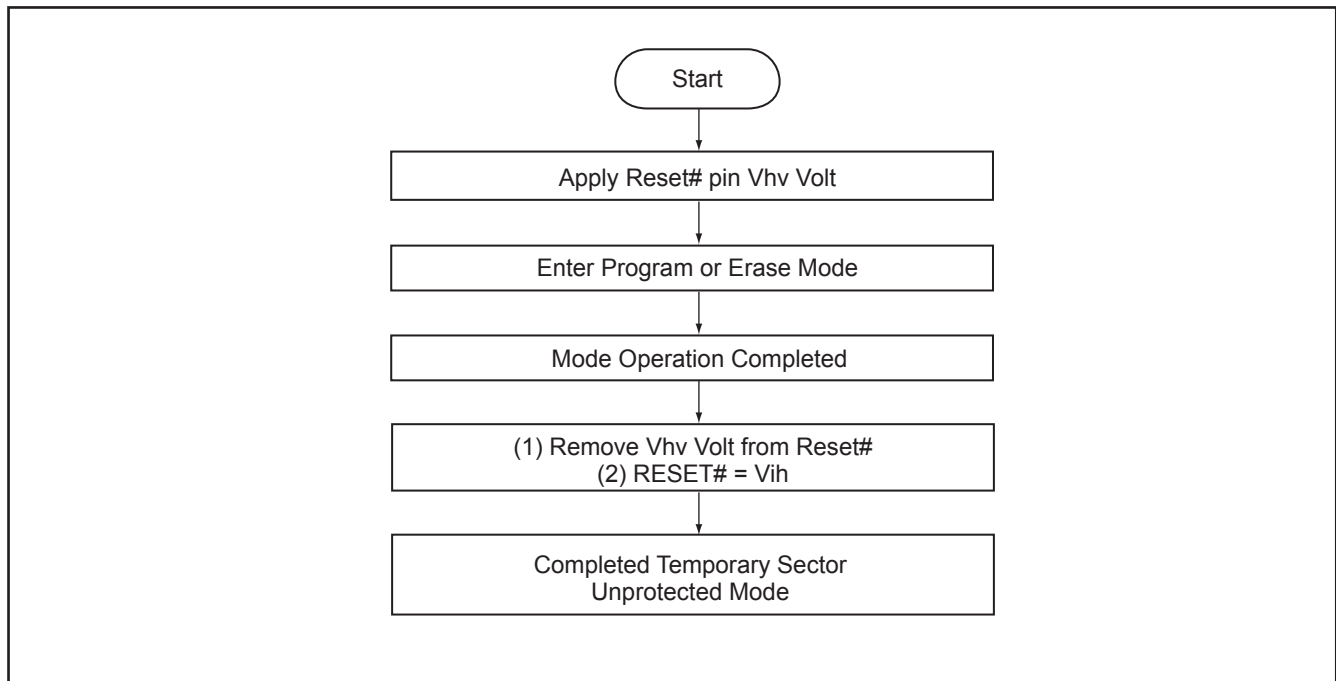 Start
Apply Reset# pin Vhv Volt
Enter Program or Erase Mode
Mode Operation Completed
(1) Remove Vhv Volt from Reset#
(2) RESET# = Vih
Completed Temporary Sector
Unprotected Mode